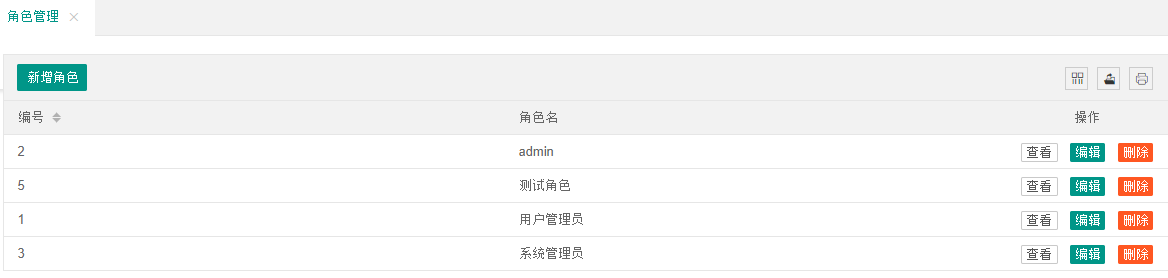 角色管理
新增角色
编号 角色名 操作
2 admin 查看 编辑 删除
5 测试角色 查看 编辑 删除
1 用户管理员 查看 编辑 删除
3 系统管理员 查看 编辑 删除